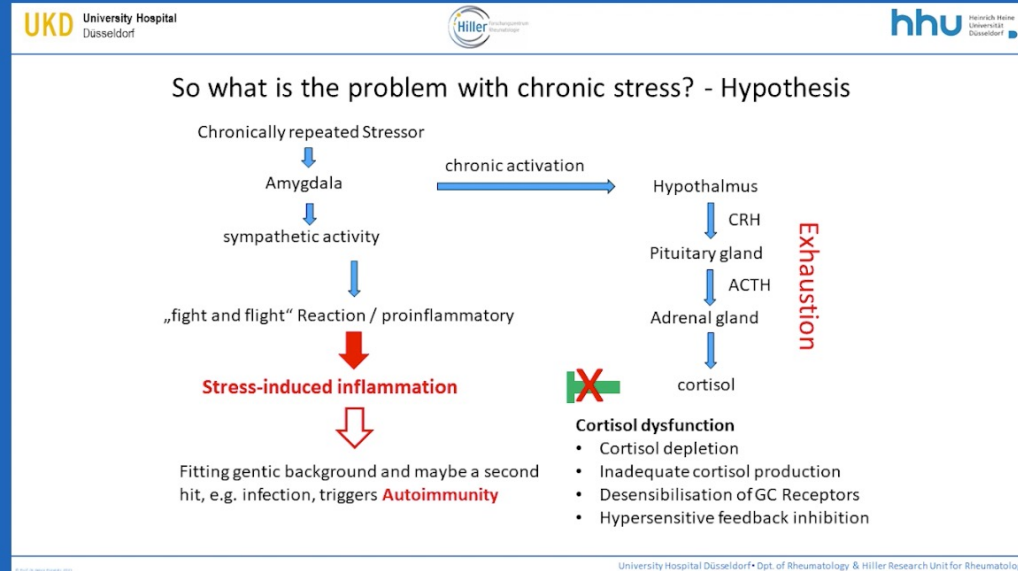 UKD University Hospital
Düsseldorf
Hiller Forschungszentrum
Rheumatologie
hhu Heinrich Heine
Universität
Düsseldorf
So what is the problem with chronic stress? - Hypothesis
Chronically repeated Stressor
chronic activation
Amygdala
Hypothalmus
CRH
sympathetic activity
Pituitary gland
ACTH
„fight and flight“ Reaction / proinflammatory
Adrenal gland
Exhaustion
Stress-induced inflammation
X
cortisol
Cortisol dysfunction
• Cortisol depletion
• Inadequate cortisol production
• Desensibilisation of GC Receptors
• Hypersensitive feedback inhibition
Fitting gentic background and maybe a second
hit, e.g. infection, triggers Autoimmunity
University Hospital Düsseldorf• Dpt. of Rheumatology & Hiller Research Unit for Rheumatolo